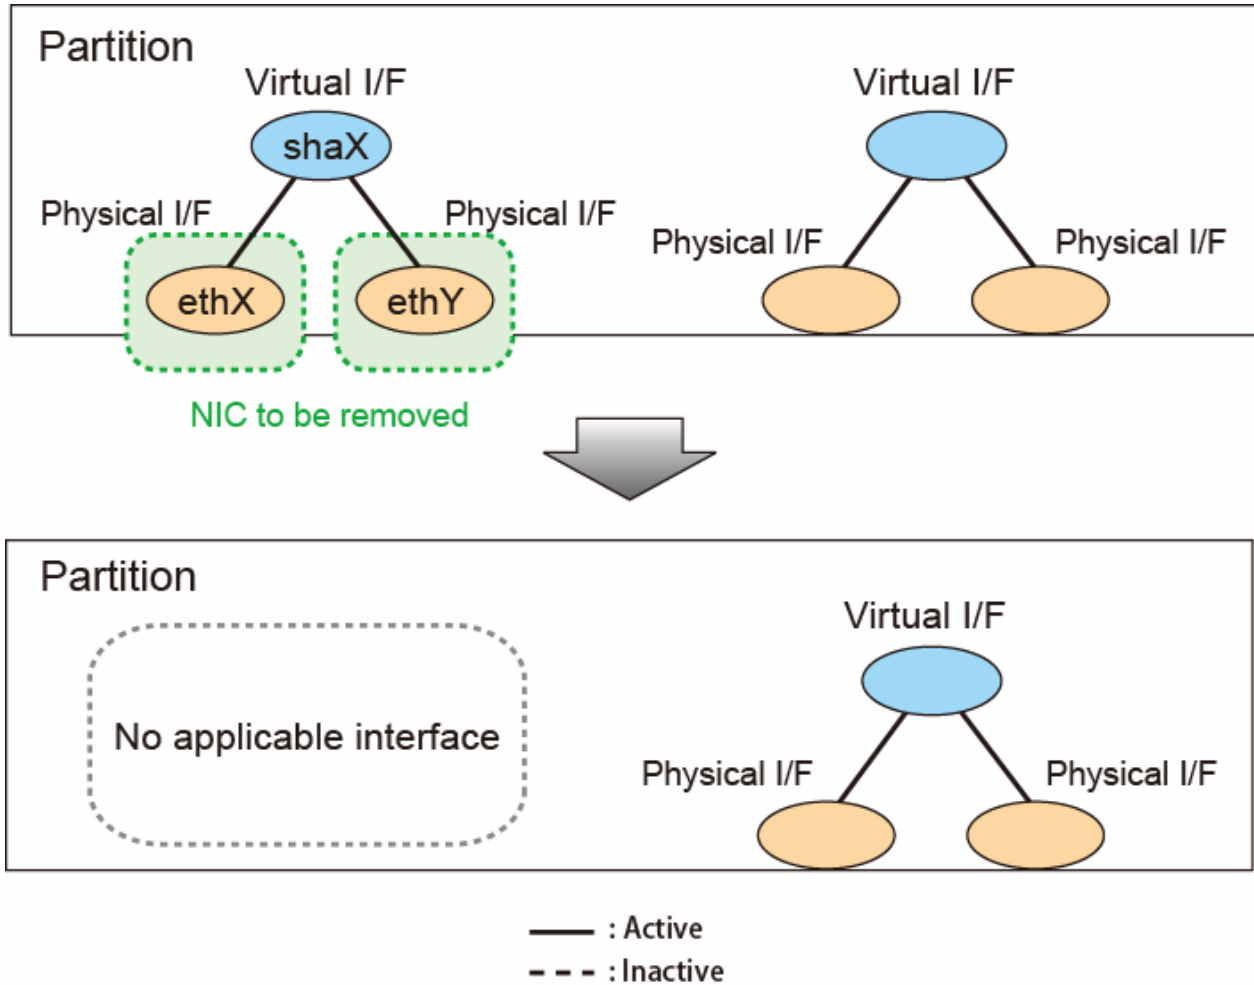 Partition
Virtual I/F
Virtual I/F
shaX
Physical I/F
Physical I/F
Physical I/F
Physical I/F
ethX
ethY
NIC to be removed
Partition
Virtual I/F
No applicable interface
Physical I/F
Physical I/F
: Active
: Inactive